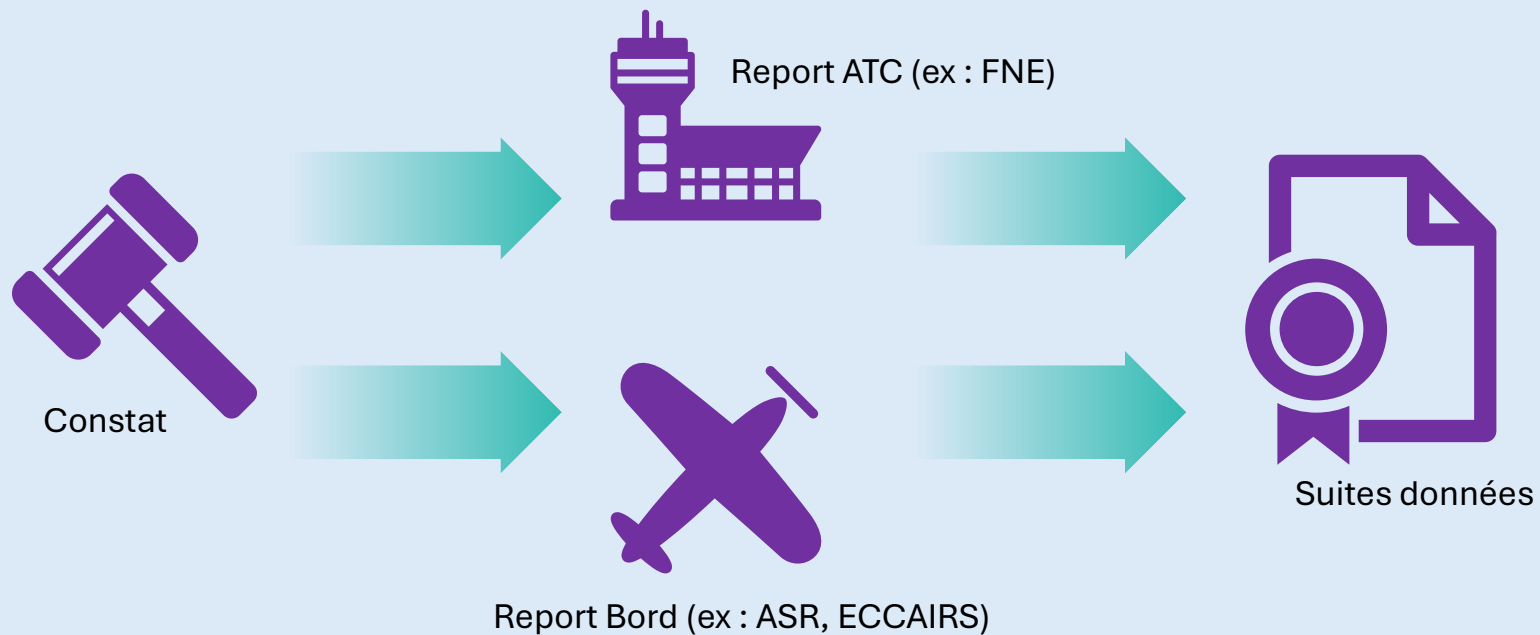 Report ATC (ex : FNE)
Constat
Suites données
Report Bord (ex : ASR, ECCAIRS)